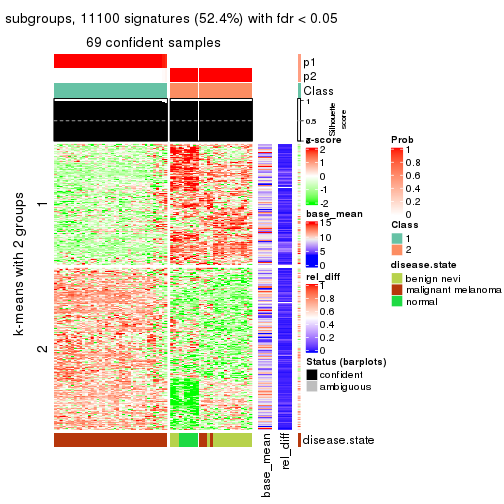 subgroups, 11100 signatures (52.4%) with fdr < 0.05
69 confident samples
p1
p2
Class
1
0.5
Silhouette
score
k-means with 2 groups
1
2
z-score
2
1
0
-1
-2
base_mean
15
10
5
0
rel_diff
1
0.8
0.6
0.4
0.2
0
Status (barplots)
confident
ambiguous
Prob
1
0.8
0.6
0.4
0.2
0
Class
1
2
disease.state
benign nevi
malignant melanoma
normal
disease.state
base_mean
rel_diff